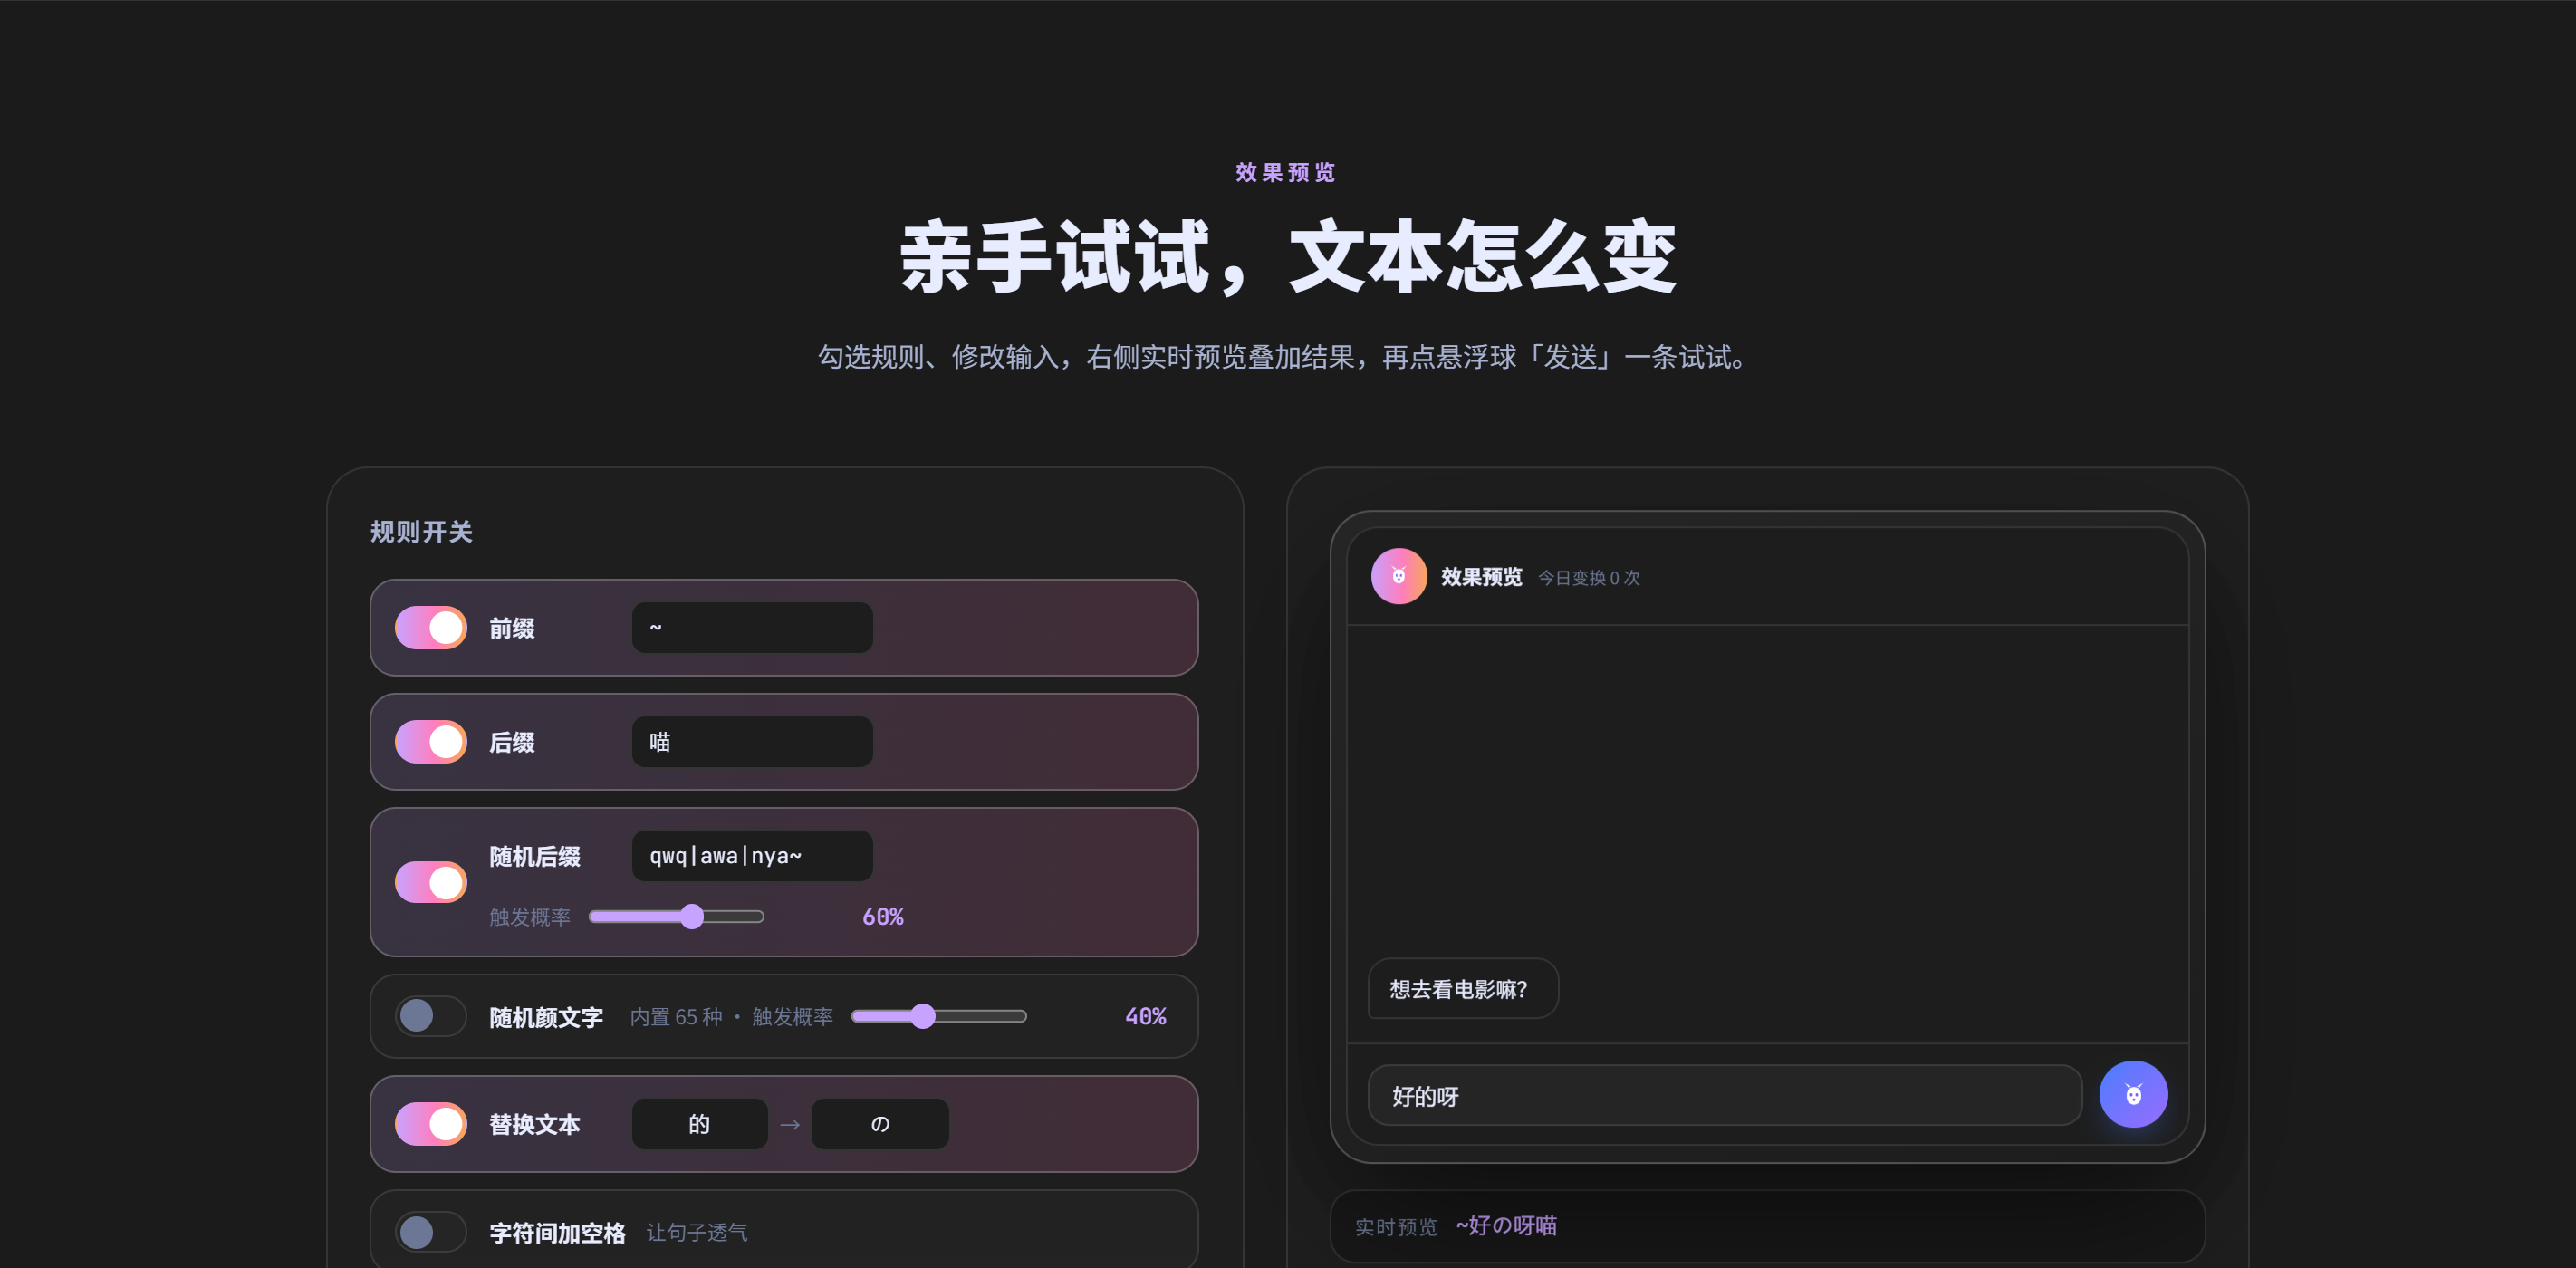 效果预览
亲手试试，文本怎么变
勾选规则、修改输入，右侧实时预览叠加结果，再点悬浮球「发送」一条试试。
规则开关
前缀 ~
后缀 喵
随机后缀 qwq|awa|nya~
触发概率 60%
随机颜文字 内置 65 种 · 触发概率 40%
替换文本 的 → の
字符间加空格 让句子透气
效果预览 今日变换 0 次
想去看电影嘛？
好的呀
实时预览 ~好の呀喵